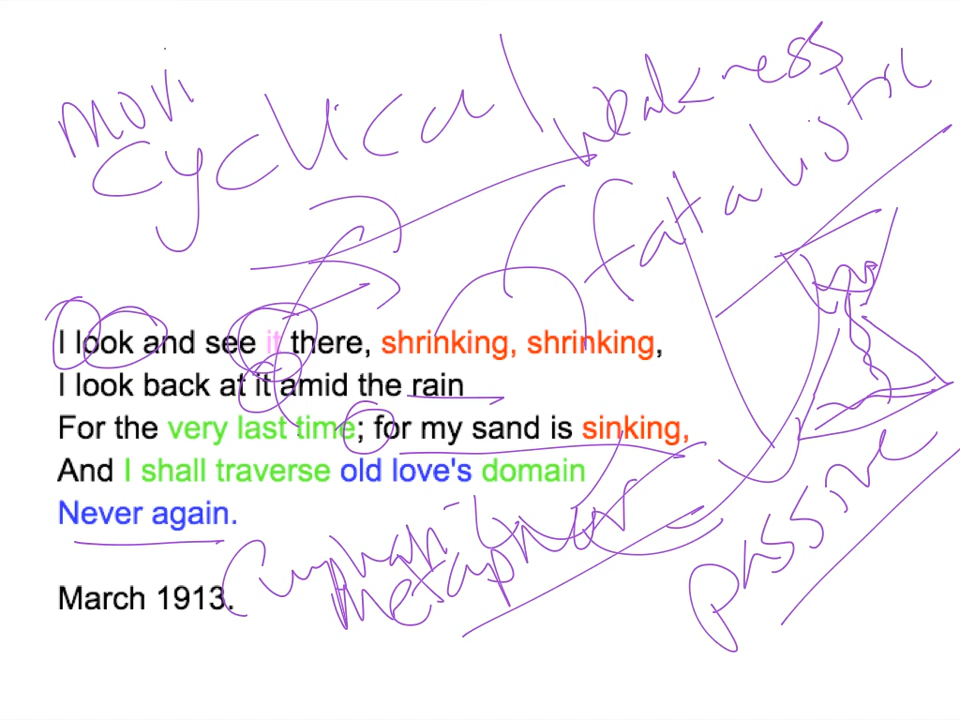 movi
cyclical
weakness
fatalistic
I look and see it there, shrinking, shrinking,
I look back at it amid the rain
For the very last time; for my sand is sinking,
And I shall traverse old love's domain
Never again.
metaphor
passive
March 1913.